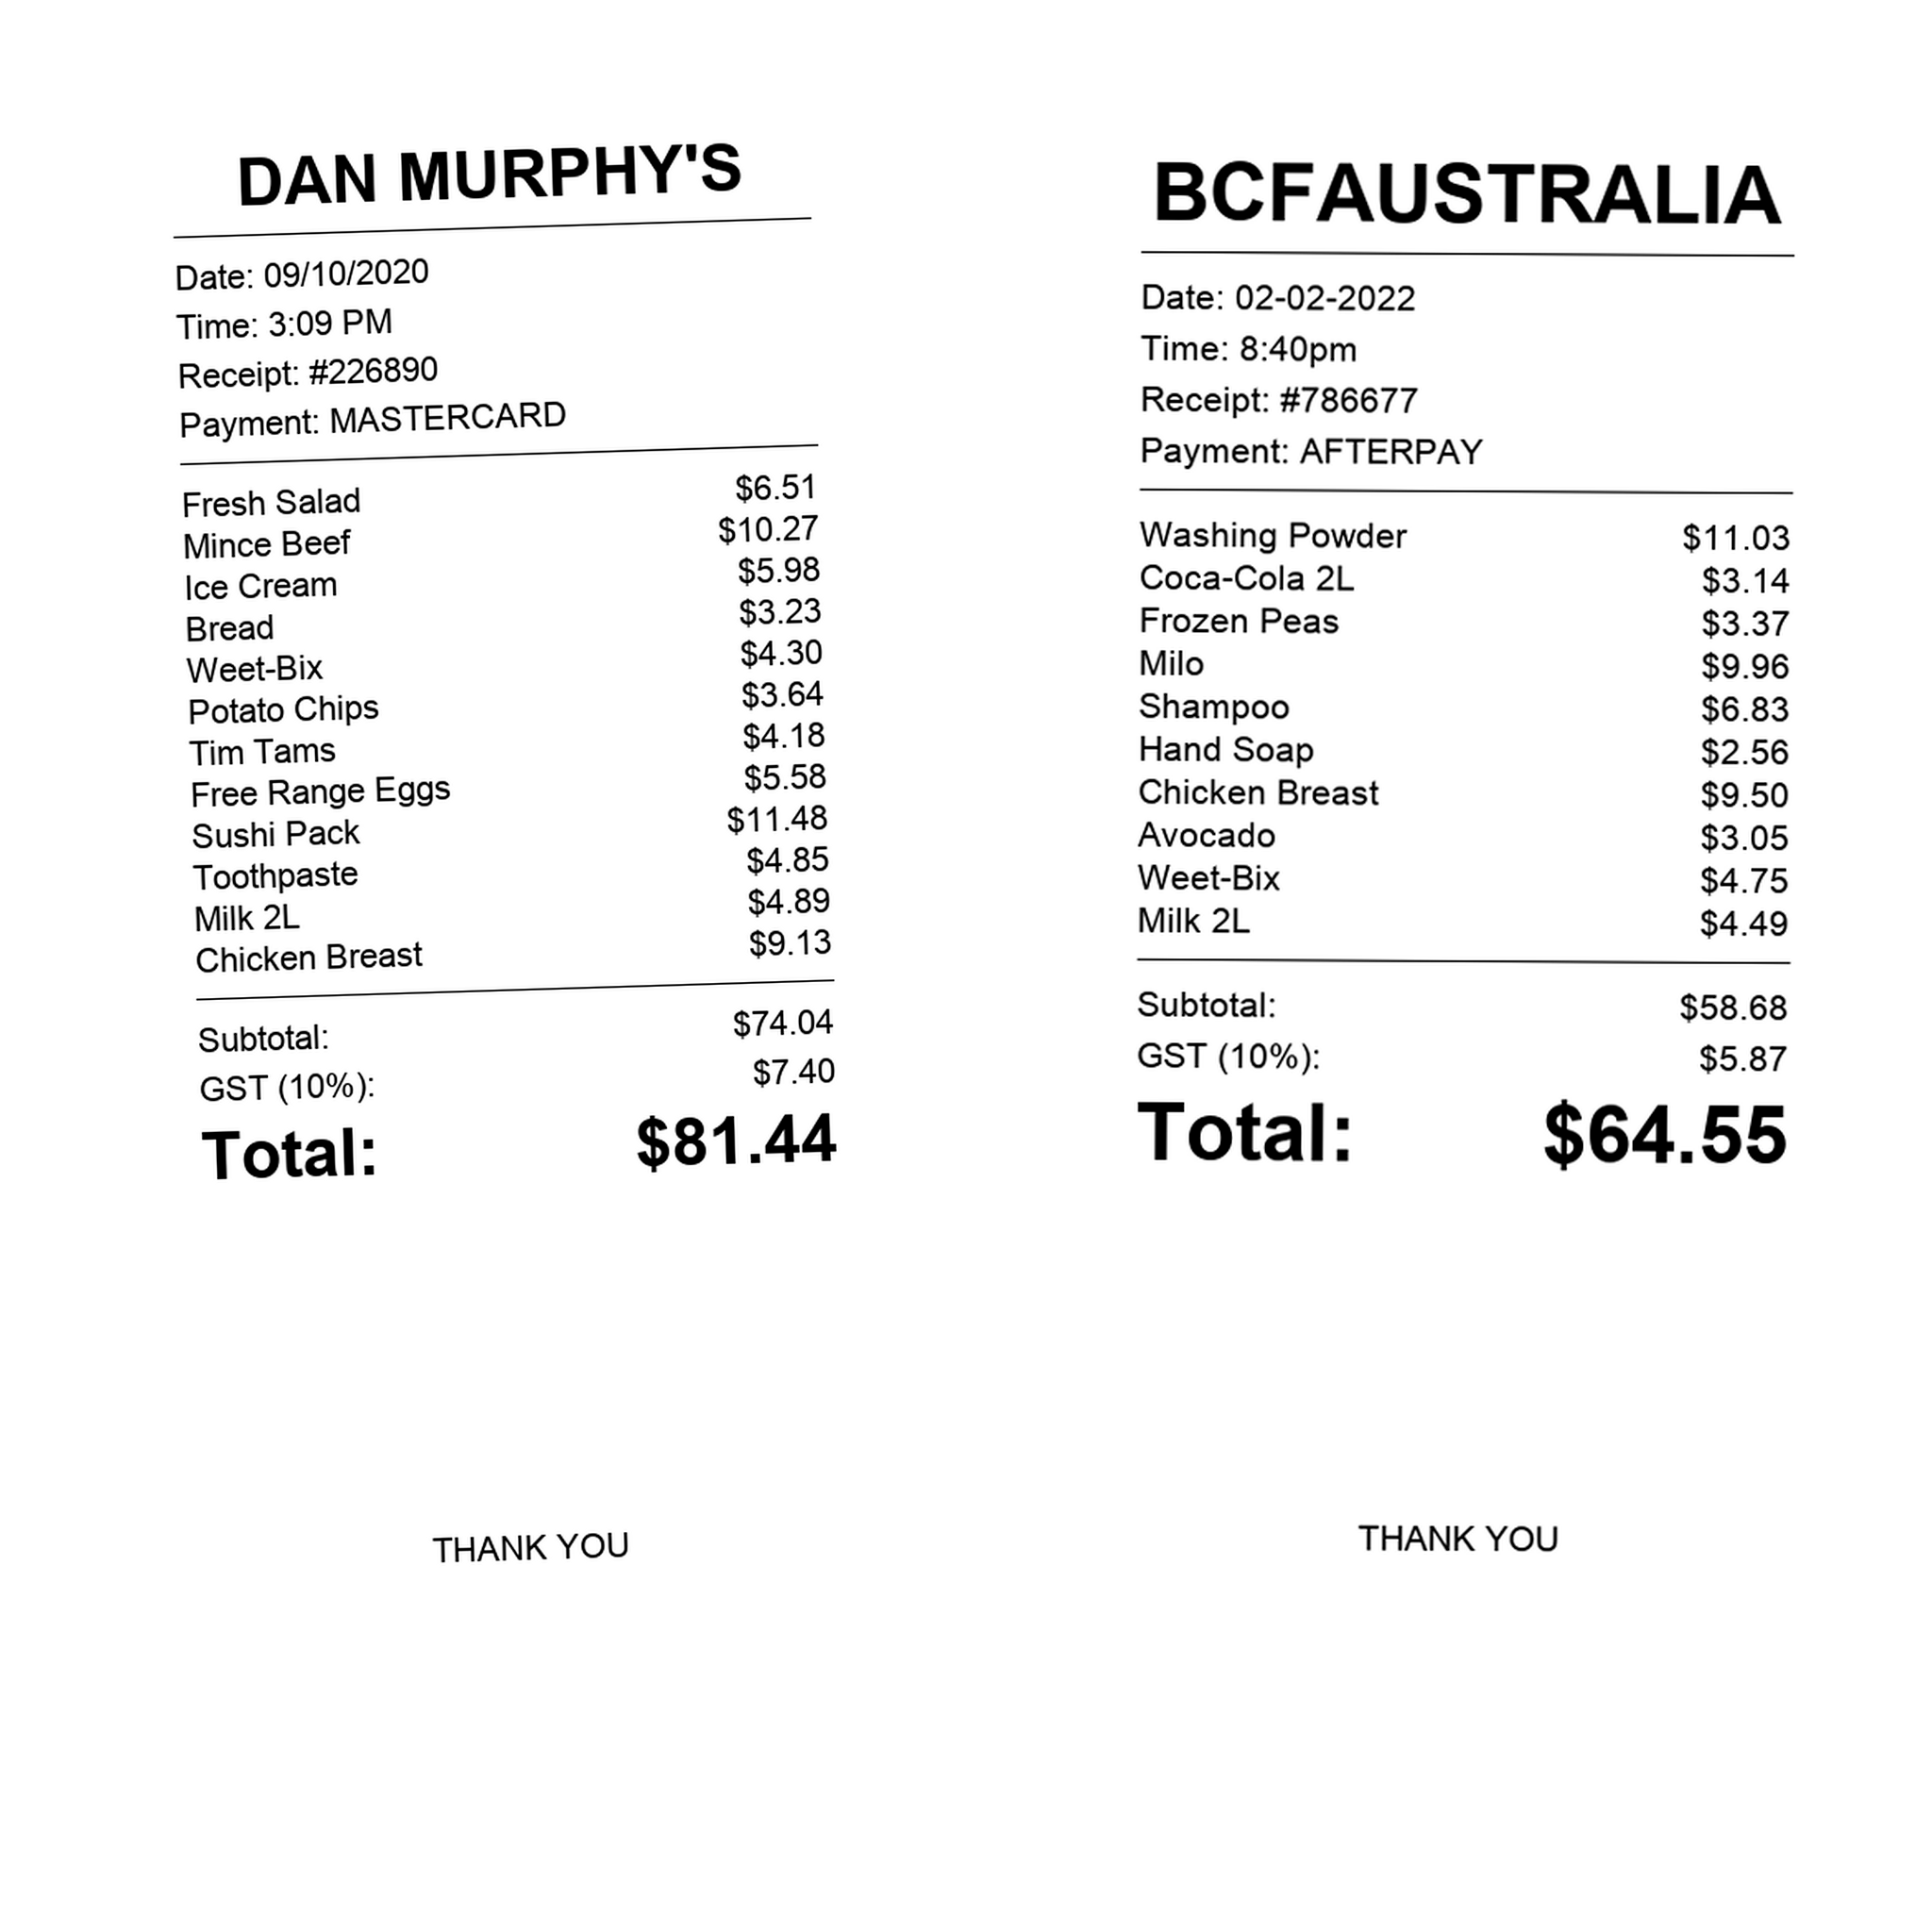 DAN MURPHY'S
Date: 09/10/2020
Time: 3:09 PM
Receipt: #226890
Payment: MASTERCARD
Fresh Salad $6.51
Mince Beef $10.27
Ice Cream $5.98
Bread $3.23
Weet-Bix $4.30
Potato Chips $3.64
Tim Tams $4.18
Free Range Eggs $5.58
Sushi Pack $11.48
Toothpaste $4.85
Milk 2L $4.89
Chicken Breast $9.13
Subtotal: $74.04
GST (10%): $7.40
Total: $81.44
THANK YOU
BCFAUSTRALIA
Date: 02-02-2022
Time: 8:40pm
Receipt: #786677
Payment: AFTERPAY
Washing Powder $11.03
Coca-Cola 2L $3.14
Frozen Peas $3.37
Milo $9.96
Shampoo $6.83
Hand Soap $2.56
Chicken Breast $9.50
Avocado $3.05
Weet-Bix $4.75
Milk 2L $4.49
Subtotal: $58.68
GST (10%): $5.87
Total: $64.55
THANK YOU